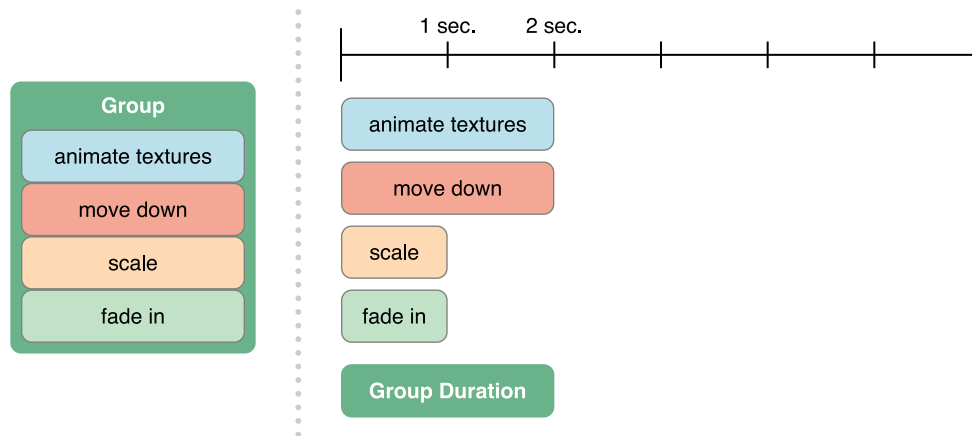 Group
animate textures
move down
scale
fade in
1 sec.
2 sec.
animate textures
move down
scale
fade in
Group Duration